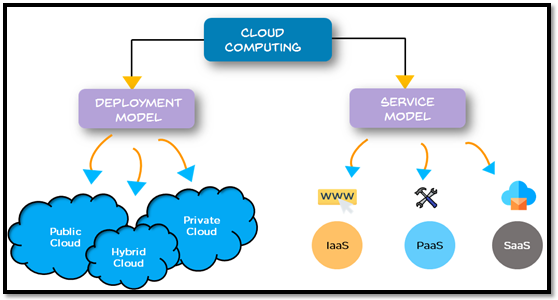 CLOUD
COMPUTING
DEPLOYMENT
MODEL
SERVICE
MODEL
Public
Cloud
Hybrid
Cloud
Private
Cloud
WWW
IaaS
PaaS
SaaS